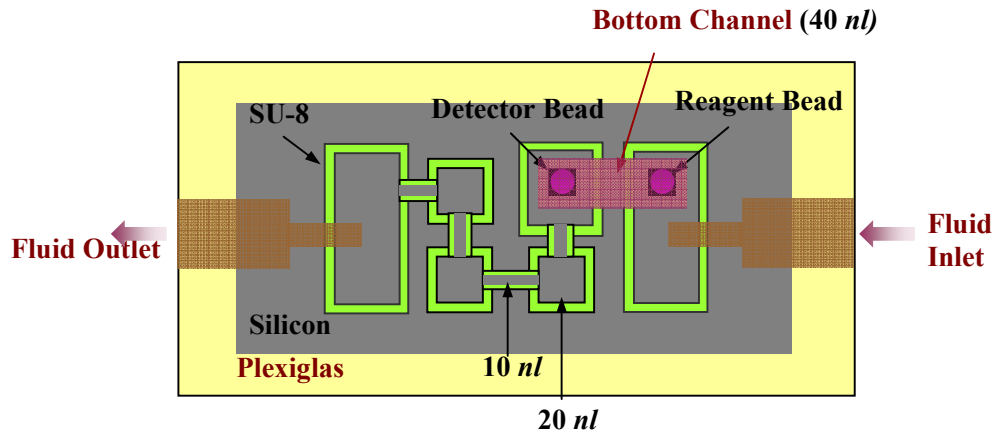 Bottom Channel (40 nl)
Reagent Bead
Detector Bead
SU-8
Fluid Outlet
Fluid
Inlet
Silicon
Plexiglas
10 nl
20 nl